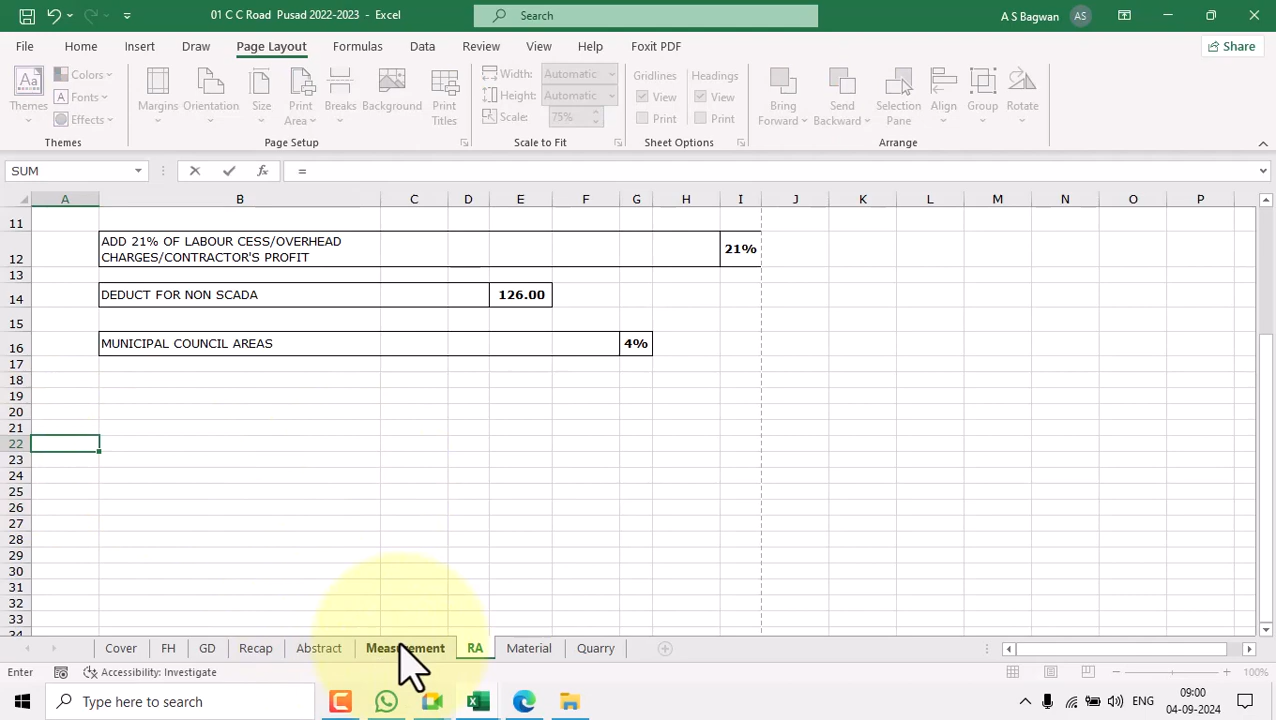 01 C C Road Pusad 2022-2023 - Excel
Search
A S Bagwan AS
File Home Insert Draw Page Layout Formulas Data Review View Help Foxit PDF Share
Themes Colors Fonts Effects
Margins Orientation Size Print Area Breaks Background Print Titles
Width: Automatic
Height: Automatic
Scale: 75%
Gridlines Headings
View View
Print Print
Bring Forward Send Backward Selection Pane Align Group Rotate
Themes Page Setup Scale to Fit Sheet Options Arrange
SUM fx =
A B C D E F G H I J K L M N O P
11
12 ADD 21% OF LABOUR CESS/OVERHEAD
CHARGES/CONTRACTOR'S PROFIT 21%
13
14 DEDUCT FOR NON SCADA 126.00
15
16 MUNICIPAL COUNCIL AREAS 4%
17
18
19
20
21
22
23
24
25
26
27
28
29
30
31
32
33
34
Cover FH GD Recap Abstract Measurement RA Material Quarry
Enter Accessibility: Investigate 100%
Type here to search ENG 09:00
04-09-2024